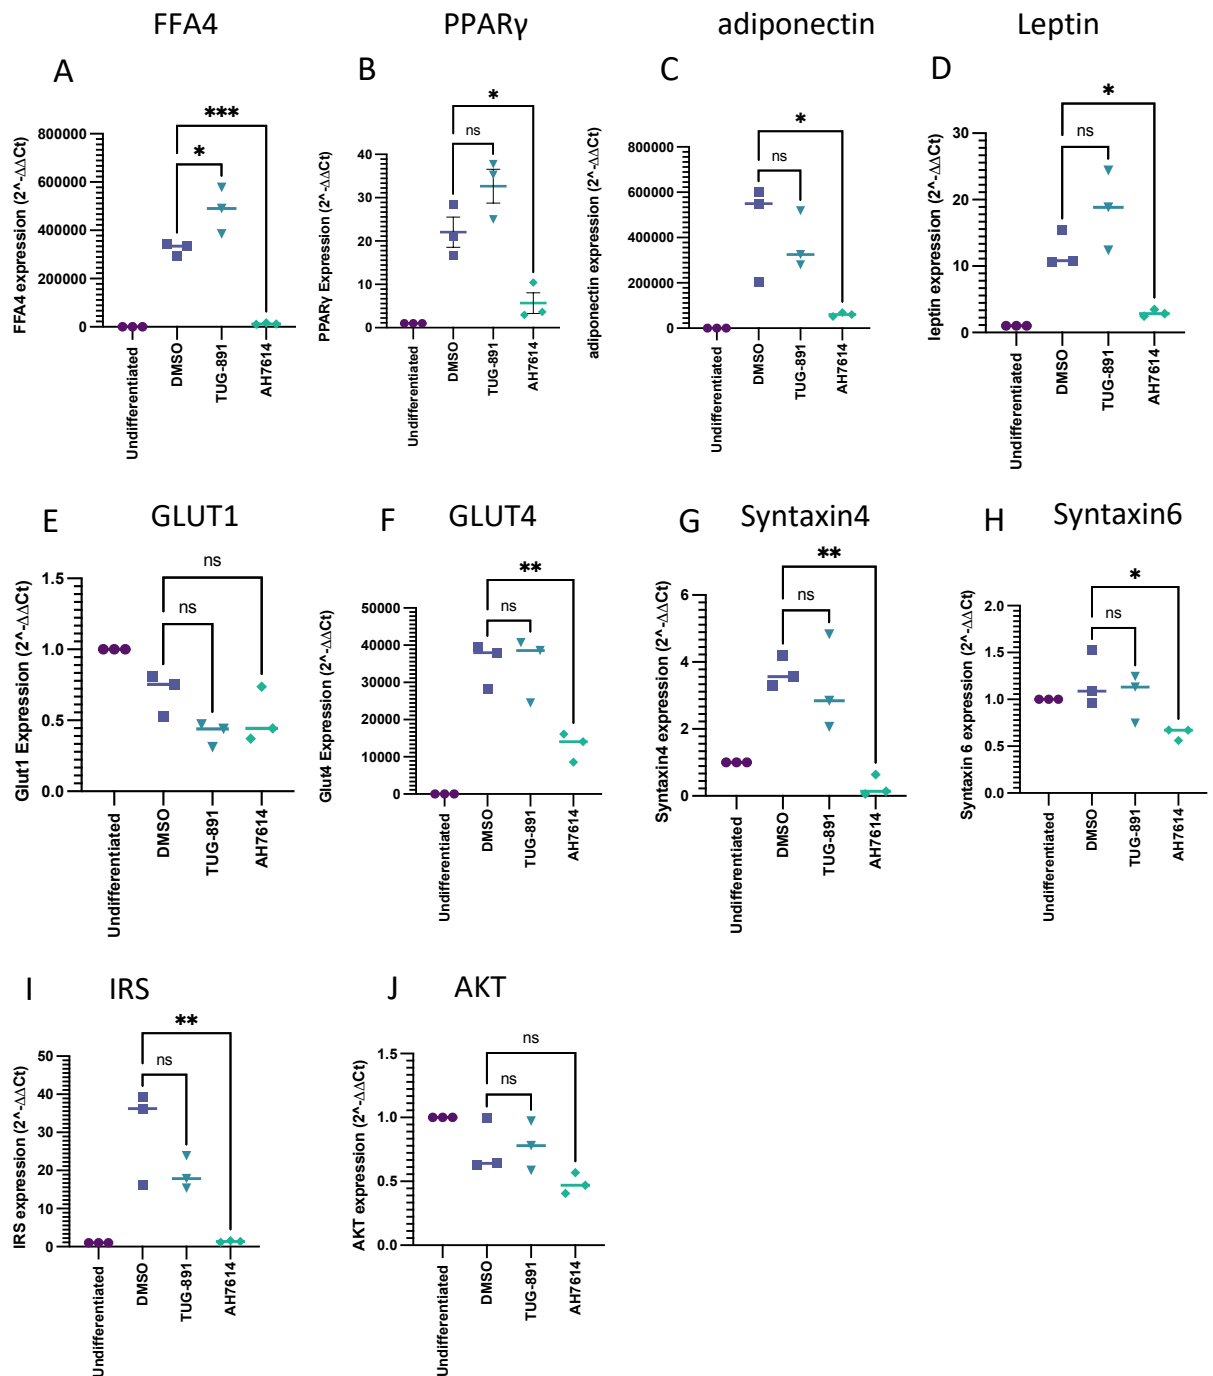 FFA4
PPARγ
adiponectin
Leptin
A
B
C
D
FFA4 expression (2^-ΔΔCt)
800000
600000
400000
200000
0
***
*
Undifferentiated
DMSO
TUG-891
AH7614
PPARγ Expression (2^-ΔΔCt)
40
30
20
10
0
*
ns
Undifferentiated
DMSO
TUG-891
AH7614
adiponectin expression (2^-ΔΔCt)
800000
600000
400000
200000
0
*
ns
Undifferentiated
DMSO
TUG-891
AH7614
leptin expression (2^-ΔΔCt)
30
20
10
0
*
ns
Undifferentiated
DMSO
TUG-891
AH7614
E
GLUT1
F
GLUT4
G
Syntaxin4
H
Syntaxin6
Glut1 Expression (2^-ΔΔCt)
1.5
1.0
0.5
0.0
ns
ns
Undifferentiated
DMSO
TUG-891
AH7614
Glut4 Expression (2^-ΔΔCt)
50000
40000
30000
20000
10000
0
**
ns
Undifferentiated
DMSO
TUG-891
AH7614
Syntaxin4 expression (2^-ΔΔCt)
6
4
2
0
**
ns
Undifferentiated
DMSO
TUG-891
AH7614
Syntaxin 6 expression (2^-ΔΔCt)
2.0
1.5
1.0
0.5
0.0
*
ns
Undifferentiated
DMSO
TUG-891
AH7614
I
IRS
J
AKT
IRS expression (2^-ΔΔCt)
50
40
30
20
10
0
**
ns
Undifferentiated
DMSO
TUG-891
AH7614
AKT expression (2^-ΔΔCt)
1.5
1.0
0.5
0.0
ns
ns
Undifferentiated
DMSO
TUG-891
AH7614